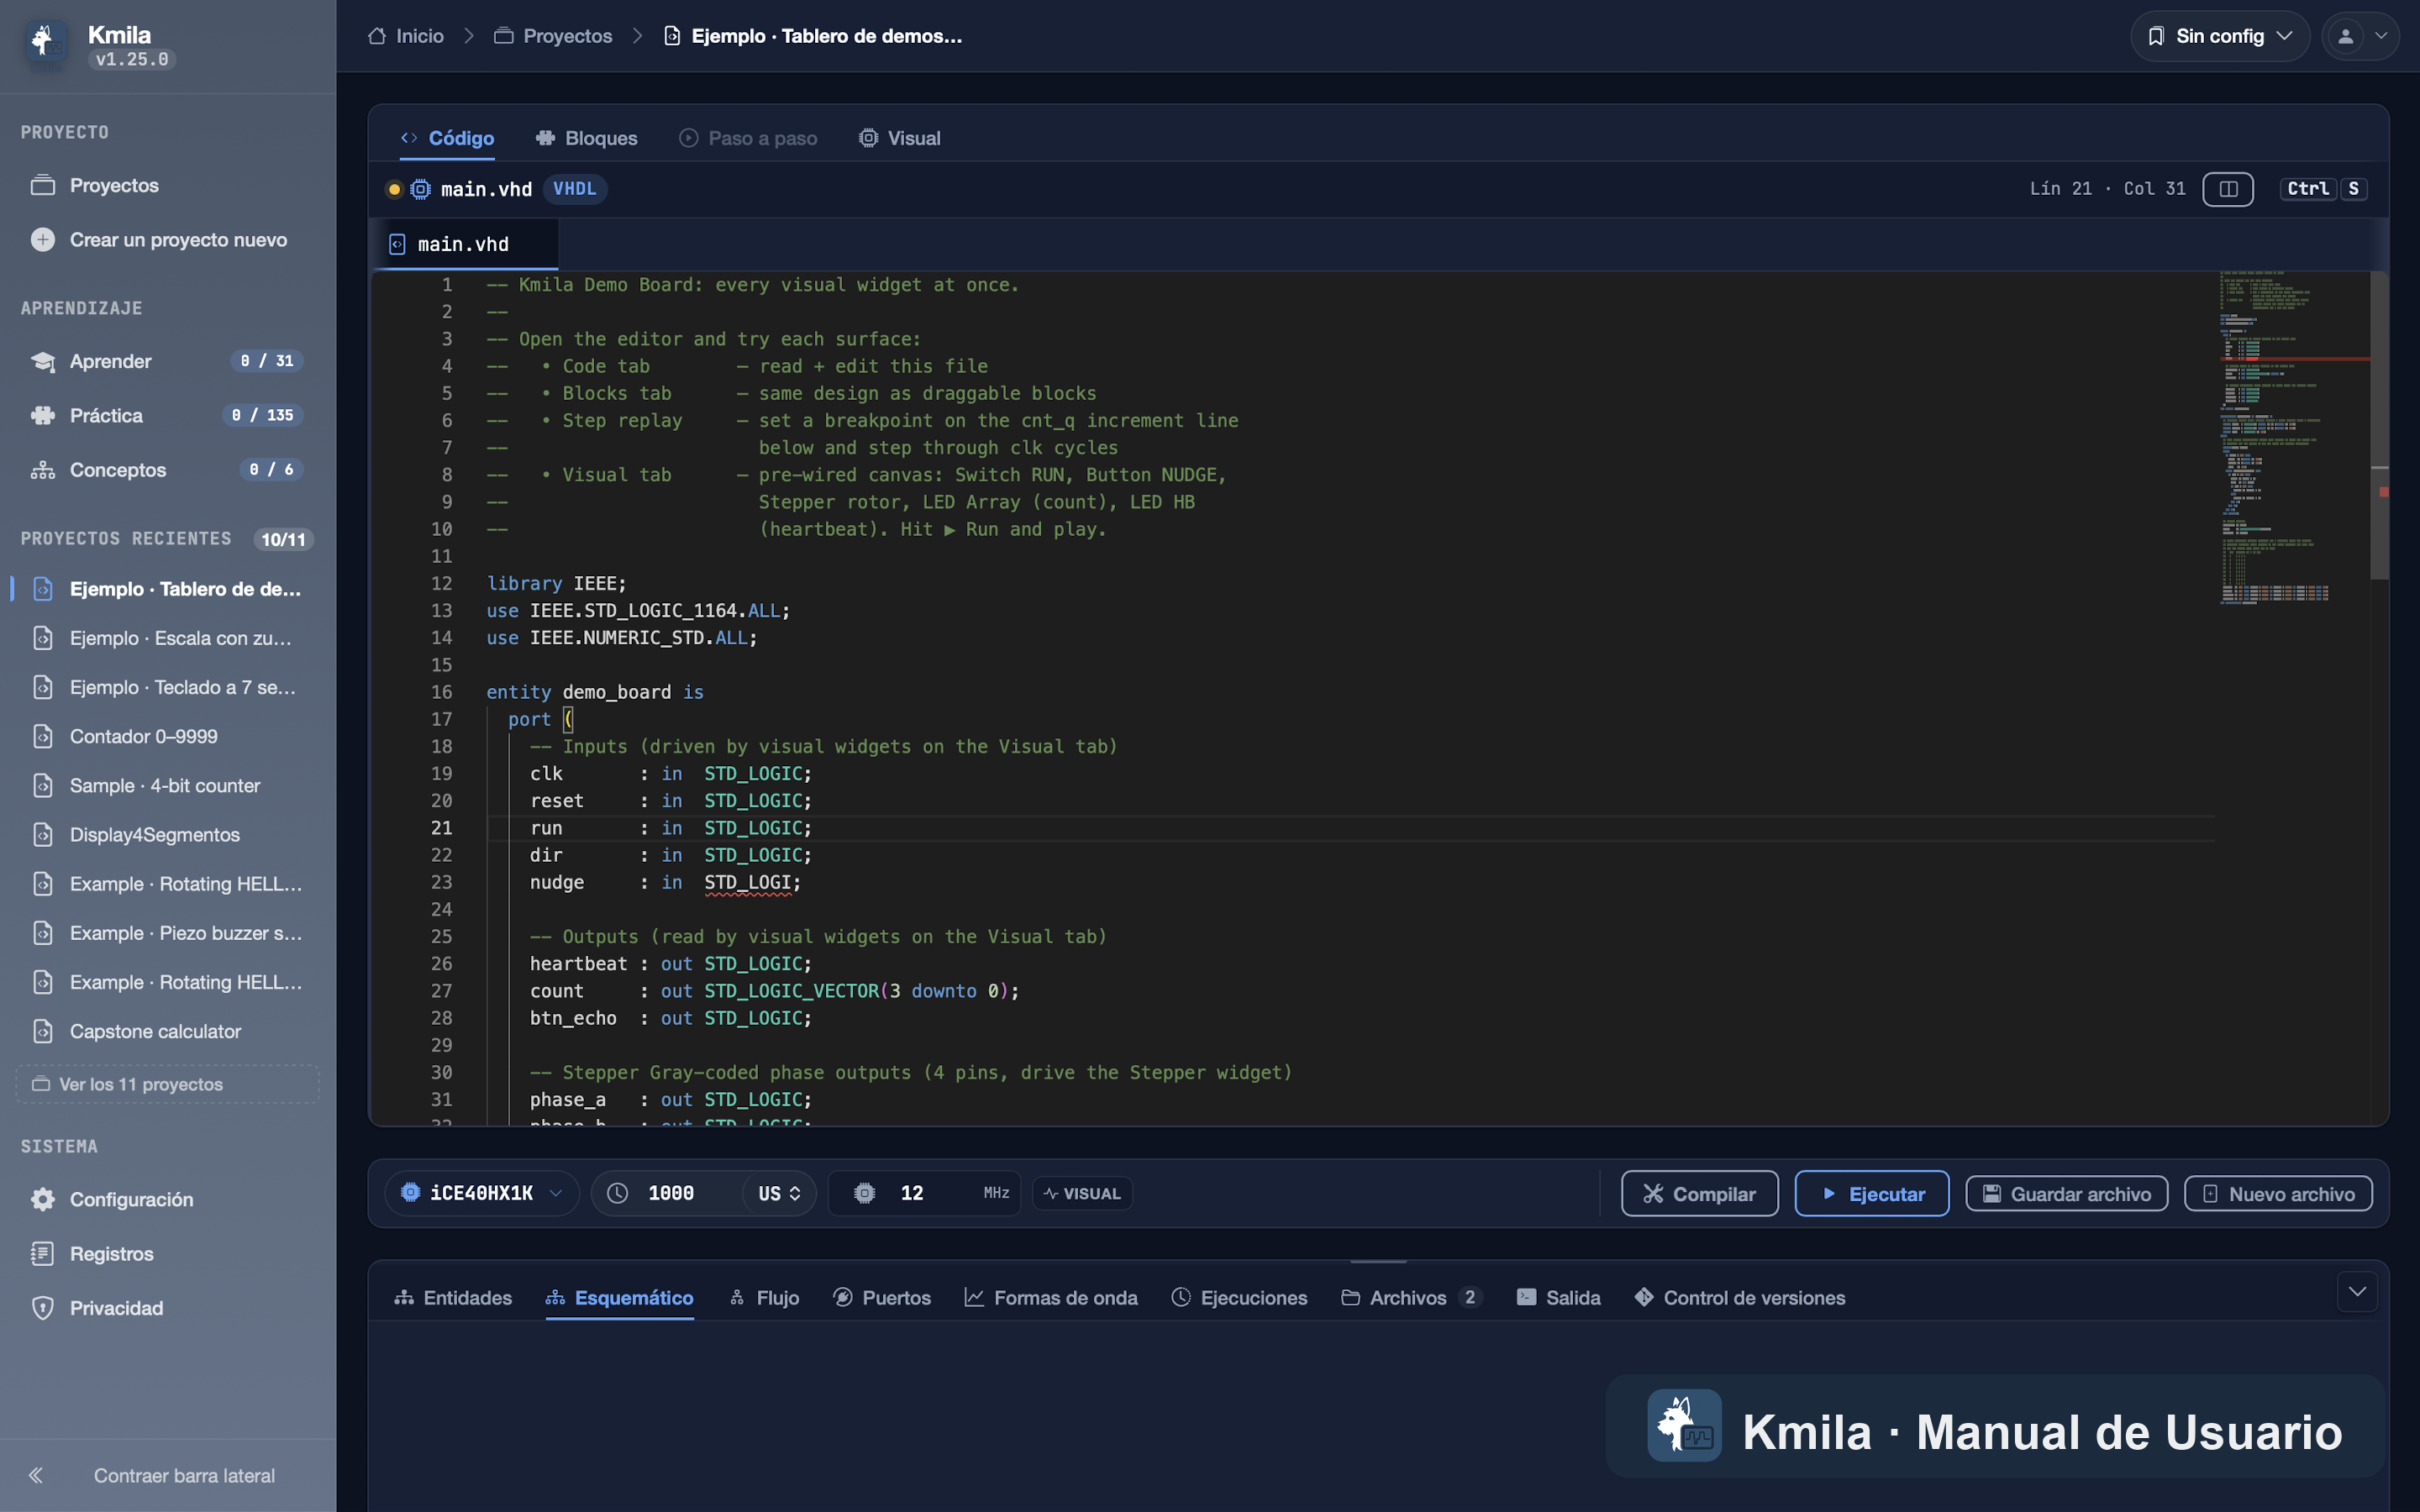 Kmila
v1.25.0
PROYECTO
Proyectos
Crear un proyecto nuevo
APRENDIZAJE
Aprender 0 / 31
Práctica 0 / 135
Conceptos 0 / 6
PROYECTOS RECIENTES 10/11
Ejemplo · Tablero de de...
Ejemplo · Escala con zu...
Ejemplo · Teclado a 7 se...
Contador 0–9999
Sample · 4-bit counter
Display4Segmentos
Example · Rotating HELL...
Example · Piezo buzzer s...
Example · Rotating HELL...
Capstone calculator
Ver los 11 proyectos
SISTEMA
Configuración
Registros
Privacidad
Contraer barra lateral
Inicio > Proyectos > Ejemplo · Tablero de demos...
Sin config
Código Bloques Paso a paso Visual
main.vhd VHDL Lín 21 · Col 31 Ctrl S
main.vhd
1 -- Kmila Demo Board: every visual widget at once.
2 --
3 -- Open the editor and try each surface:
4 -- • Code tab — read + edit this file
5 -- • Blocks tab — same design as draggable blocks
6 -- • Step replay — set a breakpoint on the cnt_q increment line
7 -- below and step through clk cycles
8 -- • Visual tab — pre-wired canvas: Switch RUN, Button NUDGE,
9 -- Stepper rotor, LED Array (count), LED HB
10 -- (heartbeat). Hit ▶ Run and play.
11
12 library IEEE;
13 use IEEE.STD_LOGIC_1164.ALL;
14 use IEEE.NUMERIC_STD.ALL;
15
16 entity demo_board is
17 port (
18 -- Inputs (driven by visual widgets on the Visual tab)
19 clk : in STD_LOGIC;
20 reset : in STD_LOGIC;
21 run : in STD_LOGIC;
22 dir : in STD_LOGIC;
23 nudge : in STD_LOGI;
24
25 -- Outputs (read by visual widgets on the Visual tab)
26 heartbeat : out STD_LOGIC;
27 count : out STD_LOGIC_VECTOR(3 downto 0);
28 btn_echo : out STD_LOGIC;
29
30 -- Stepper Gray-coded phase outputs (4 pins, drive the Stepper widget)
31 phase_a : out STD_LOGIC;
32 phase_b : out STD_LOGIC;
iCE40HX1K 1000 US 12 MHz VISUAL Compilar Ejecutar Guardar archivo Nuevo archivo
Entidades Esquemático Flujo Puertos Formas de onda Ejecuciones Archivos 2 Salida Control de versiones
Kmila · Manual de Usuario